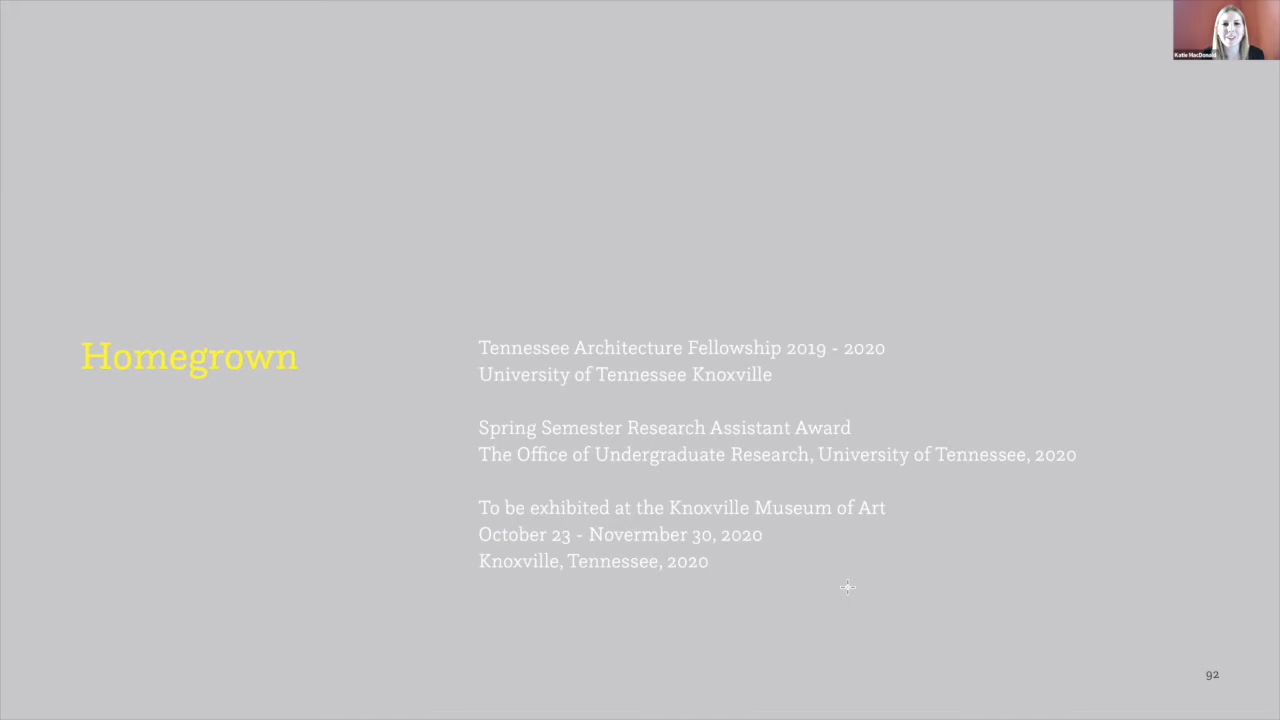 Katie MacDonald
Homegrown
Tennessee Architecture Fellowship 2019 - 2020
University of Tennessee Knoxville
Spring Semester Research Assistant Award
The Office of Undergraduate Research, University of Tennessee, 2020
To be exhibited at the Knoxville Museum of Art
October 23 - Novermber 30, 2020
Knoxville, Tennessee, 2020
92